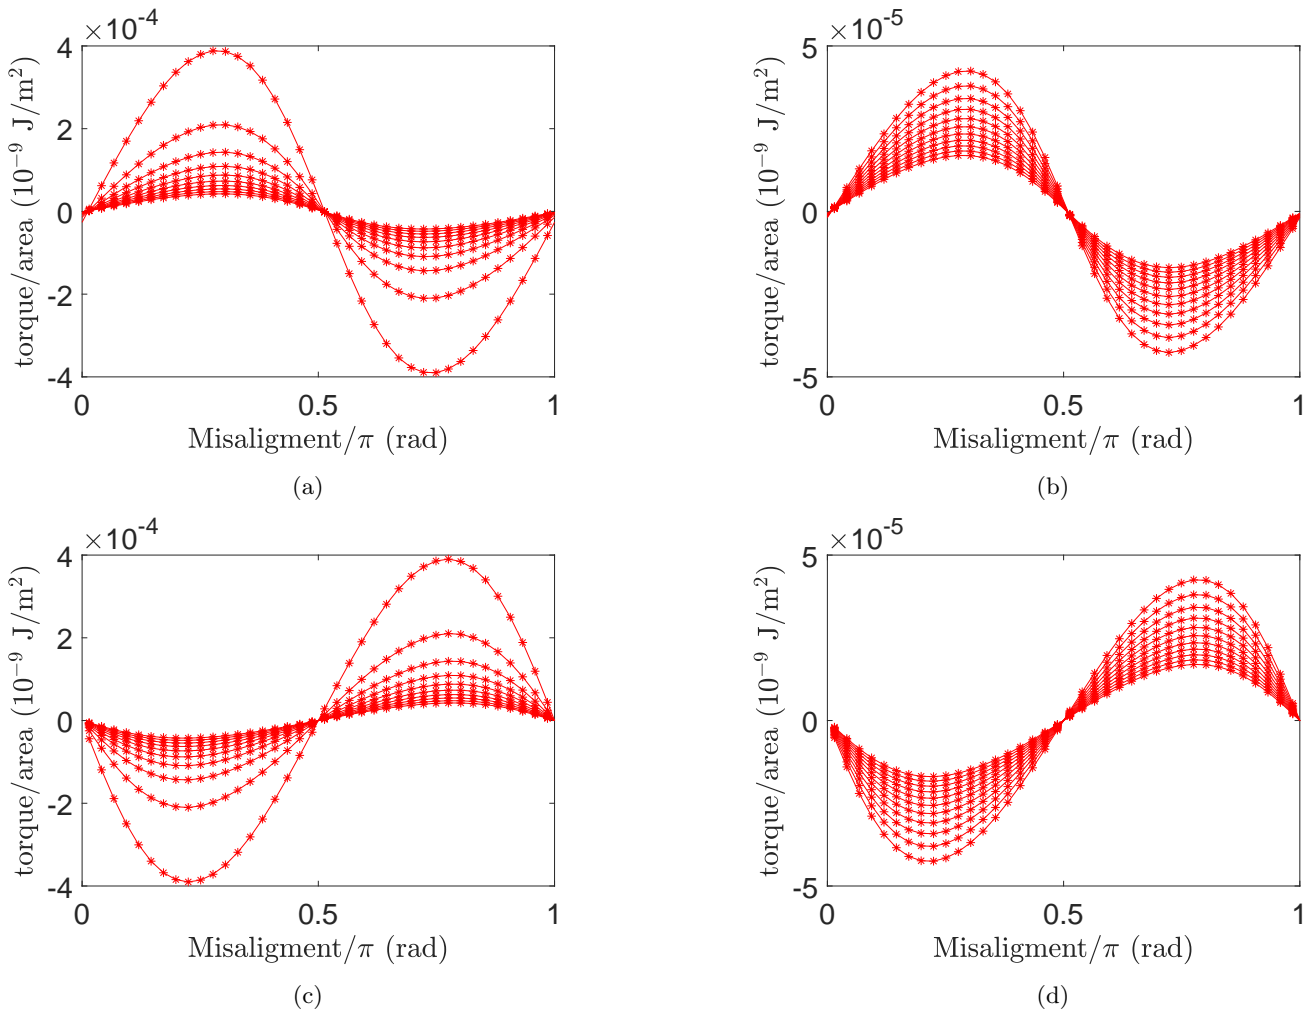 ×10⁻⁴
4
2
0
-2
-4
torque/area (10⁻⁹ J/m²)
0 0.5 1
Misaligment/π (rad)
(a)
×10⁻⁵
5
0
-5
torque/area (10⁻⁹ J/m²)
0 0.5 1
Misaligment/π (rad)
(b)
×10⁻⁴
4
2
0
-2
-4
torque/area (10⁻⁹ J/m²)
0 0.5 1
Misaligment/π (rad)
(c)
×10⁻⁵
5
0
-5
torque/area (10⁻⁹ J/m²)
0 0.5 1
Misaligment/π (rad)
(d)